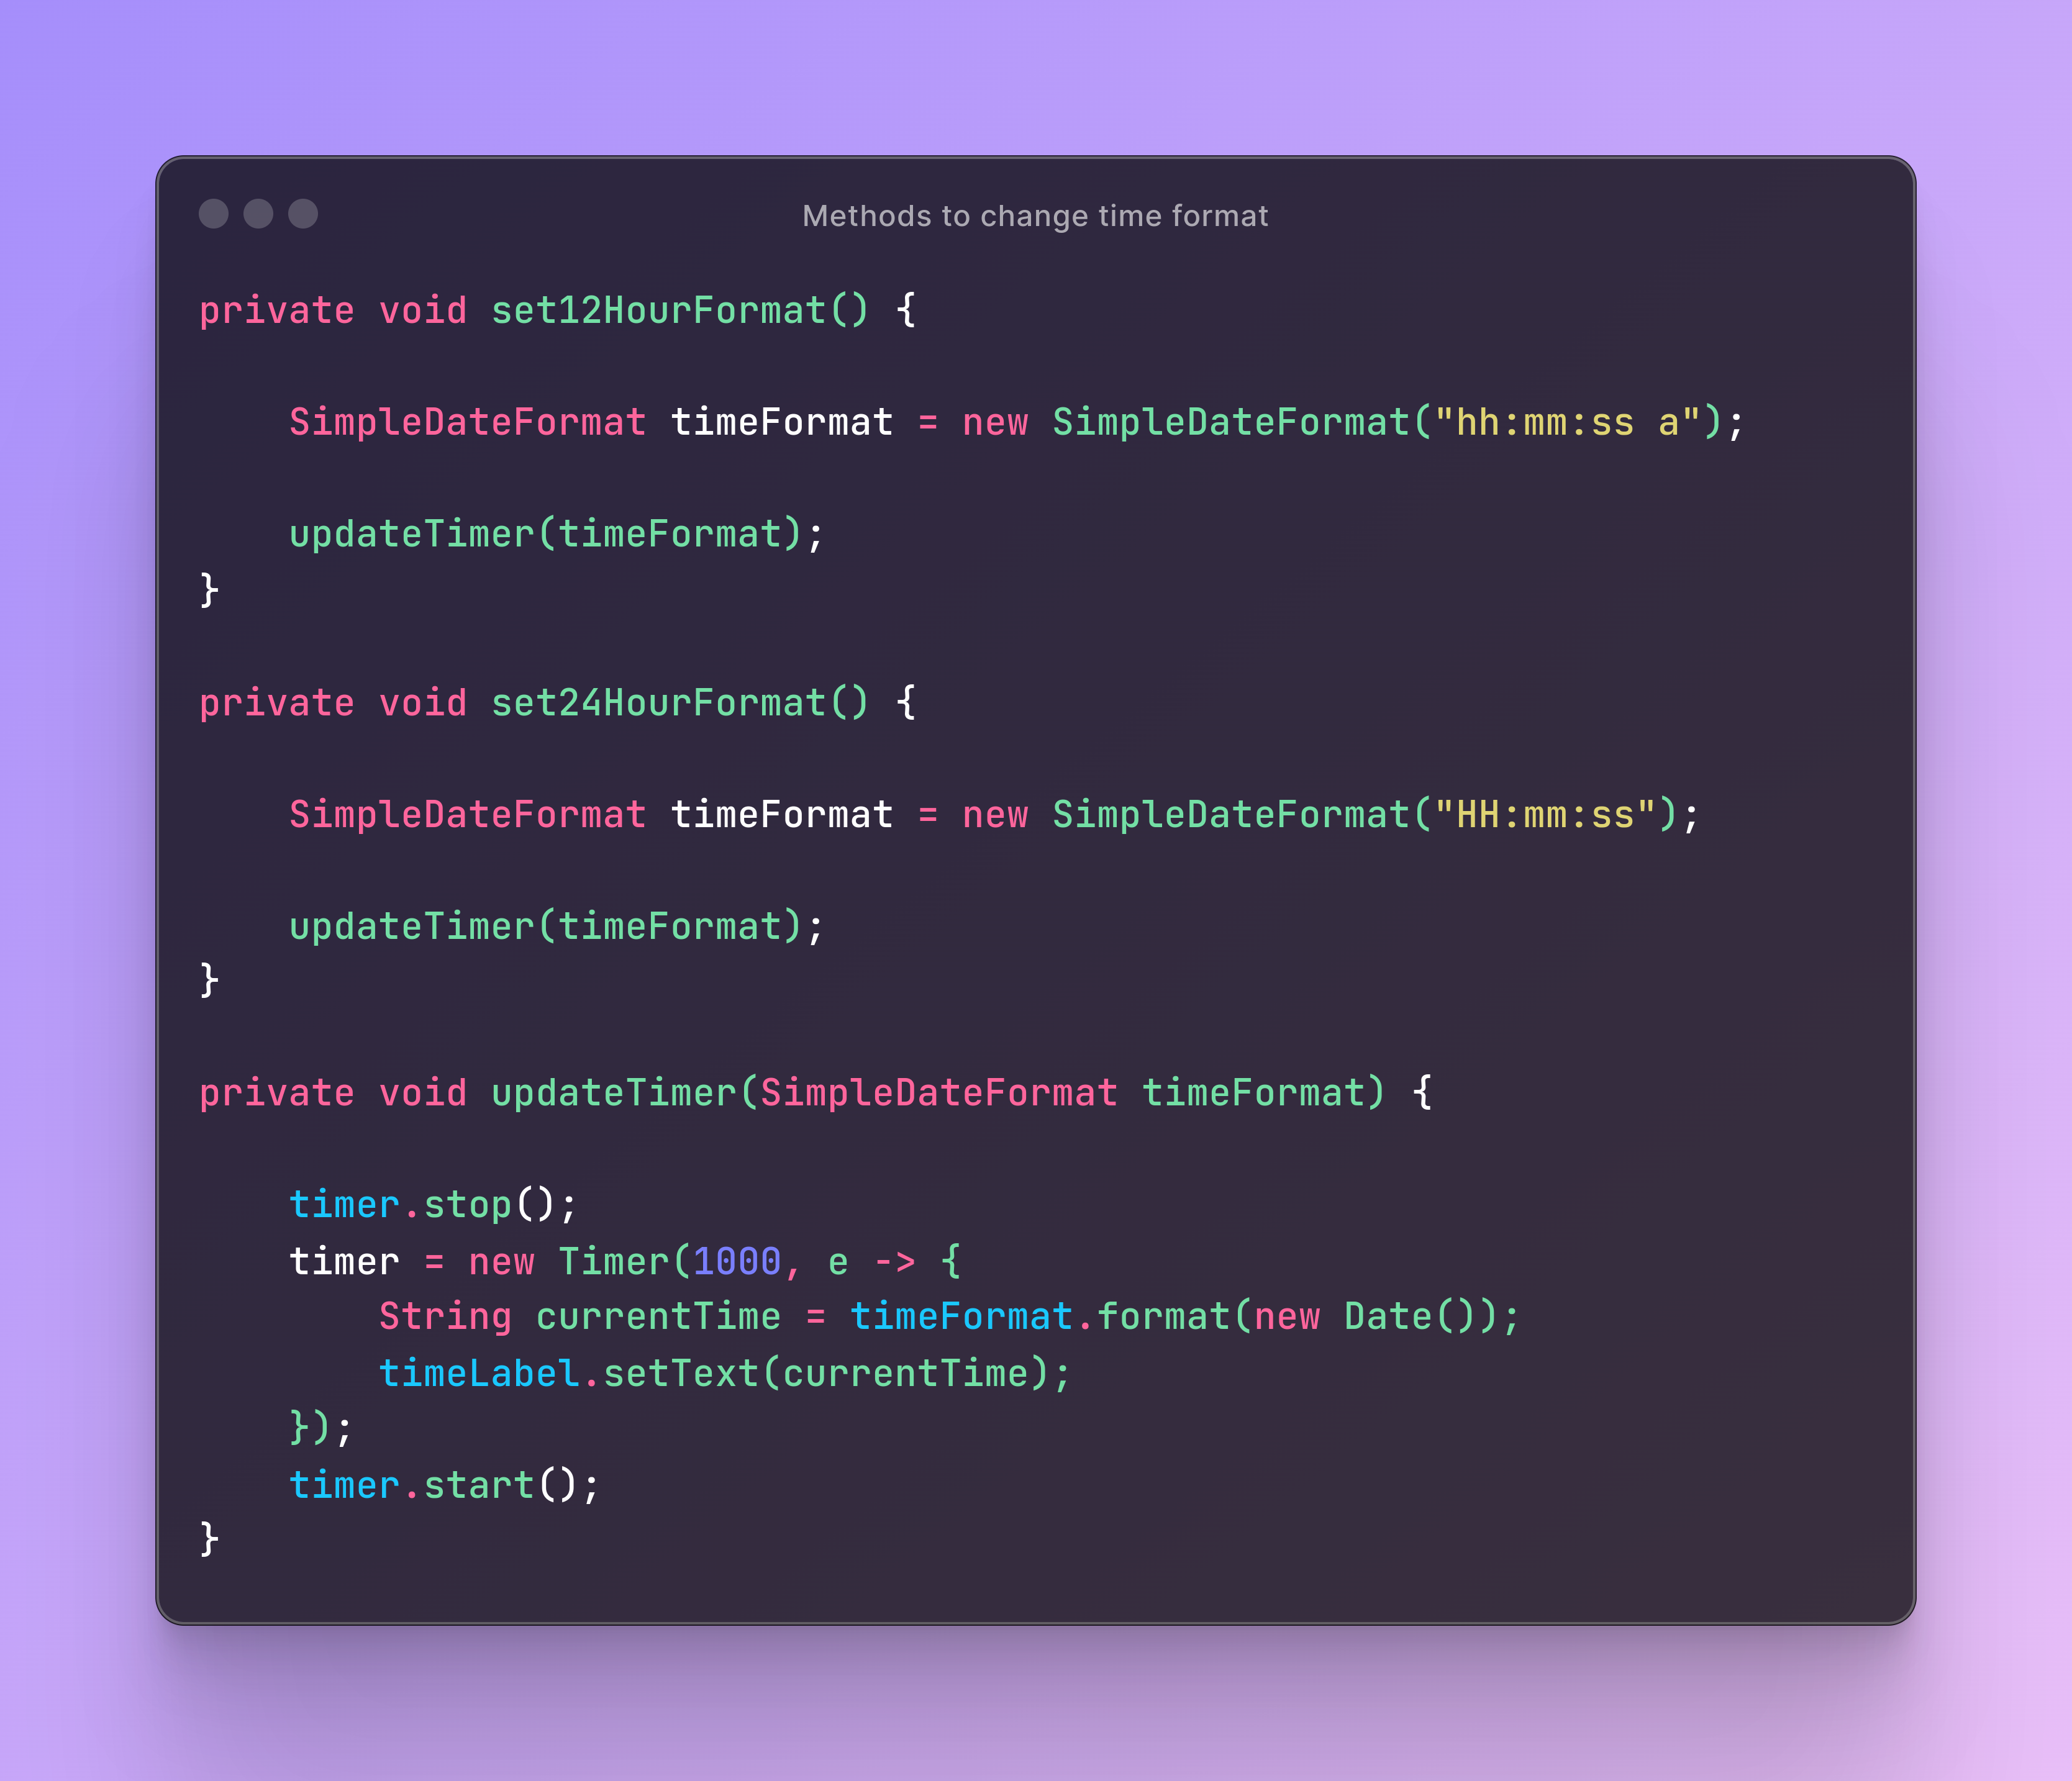 Methods to change time format
private void set12HourFormat() {
SimpleDateFormat timeFormat = new SimpleDateFormat("hh:mm:ss a");
updateTimer(timeFormat);
}
private void set24HourFormat() {
SimpleDateFormat timeFormat = new SimpleDateFormat("HH:mm:ss");
updateTimer(timeFormat);
}
private void updateTimer(SimpleDateFormat timeFormat) {
timer.stop();
timer = new Timer(1000, e -> {
String currentTime = timeFormat.format(new Date());
timeLabel.setText(currentTime);
});
timer.start();
}